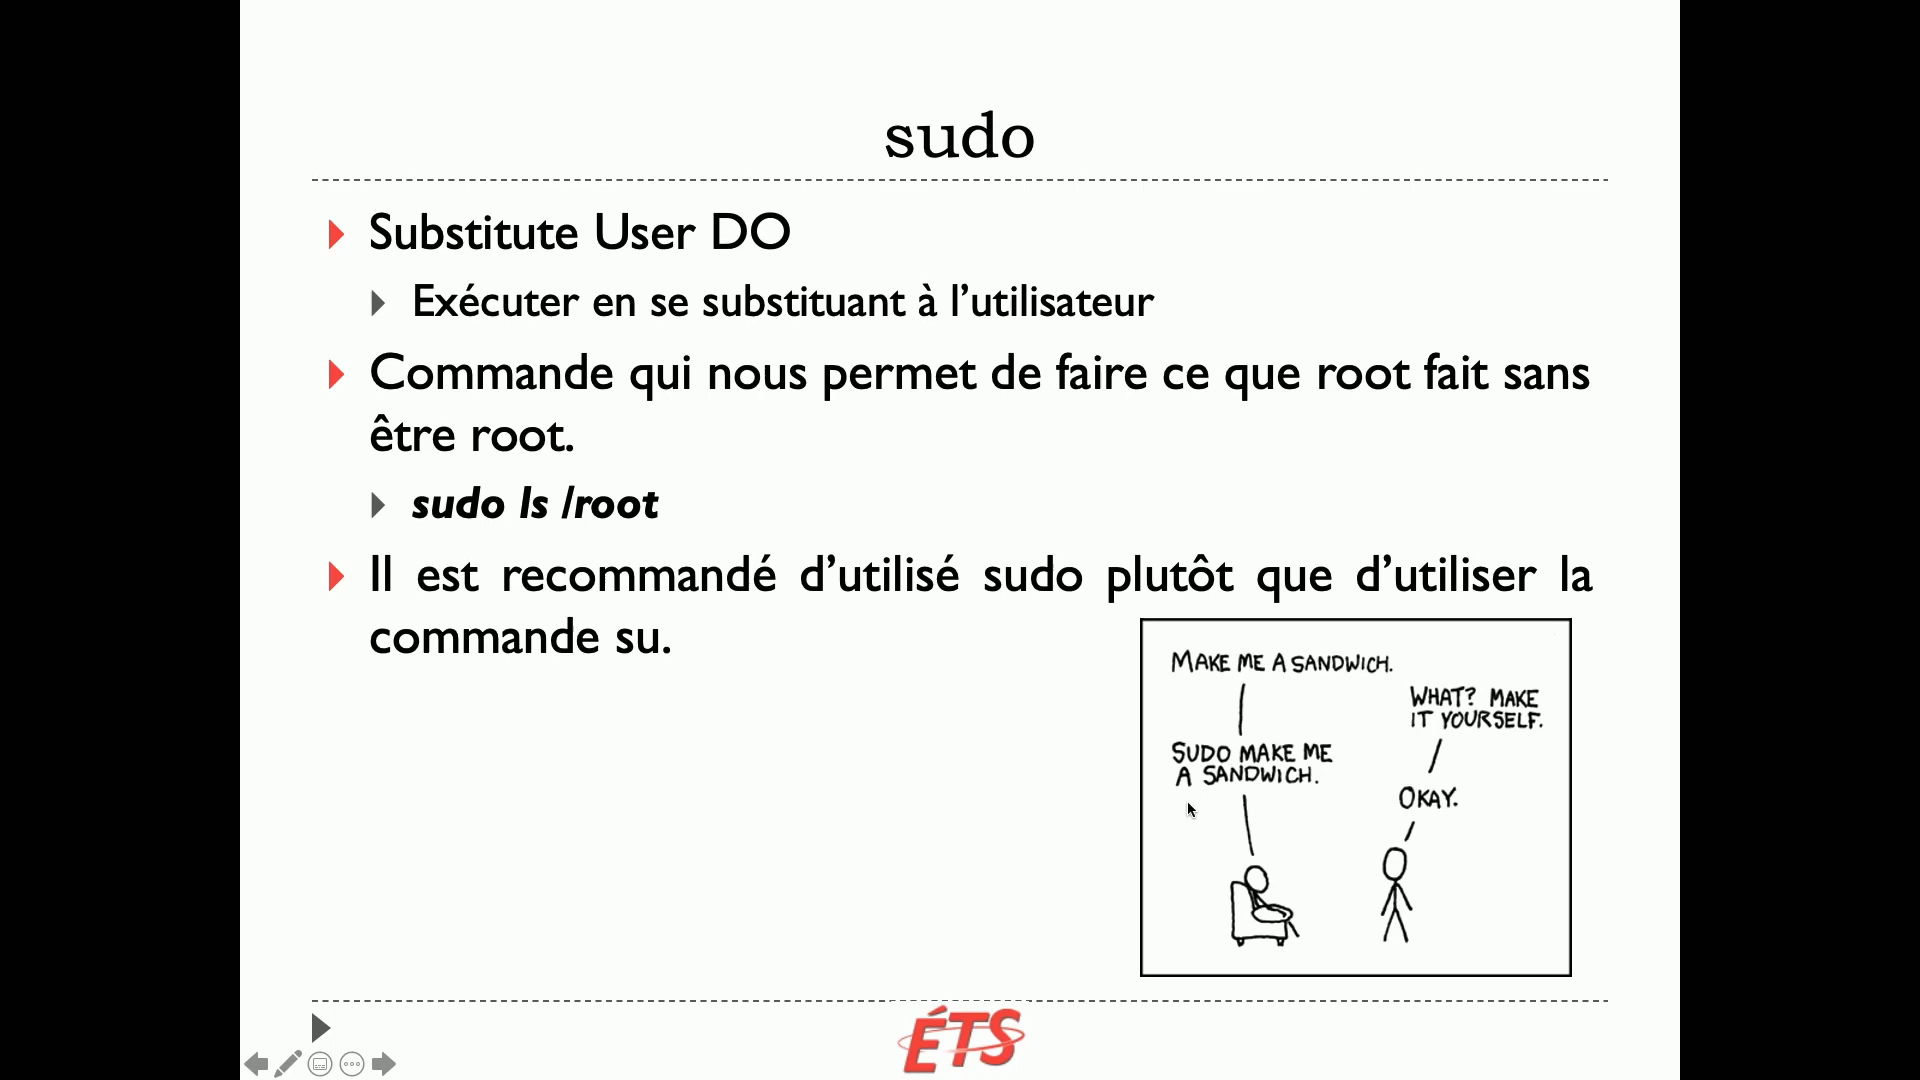 sudo
Substitute User DO
Exécuter en se substituant à l’utilisateur
Commande qui nous permet de faire ce que root fait sans
être root.
sudo ls /root
Il est recommandé d’utilisé sudo plutôt que d’utiliser la
commande su.
MAKE ME A SANDWICH.
WHAT? MAKE
IT YOURSELF.
SUDO MAKE ME
A SANDWICH.
OKAY.
ÉTS